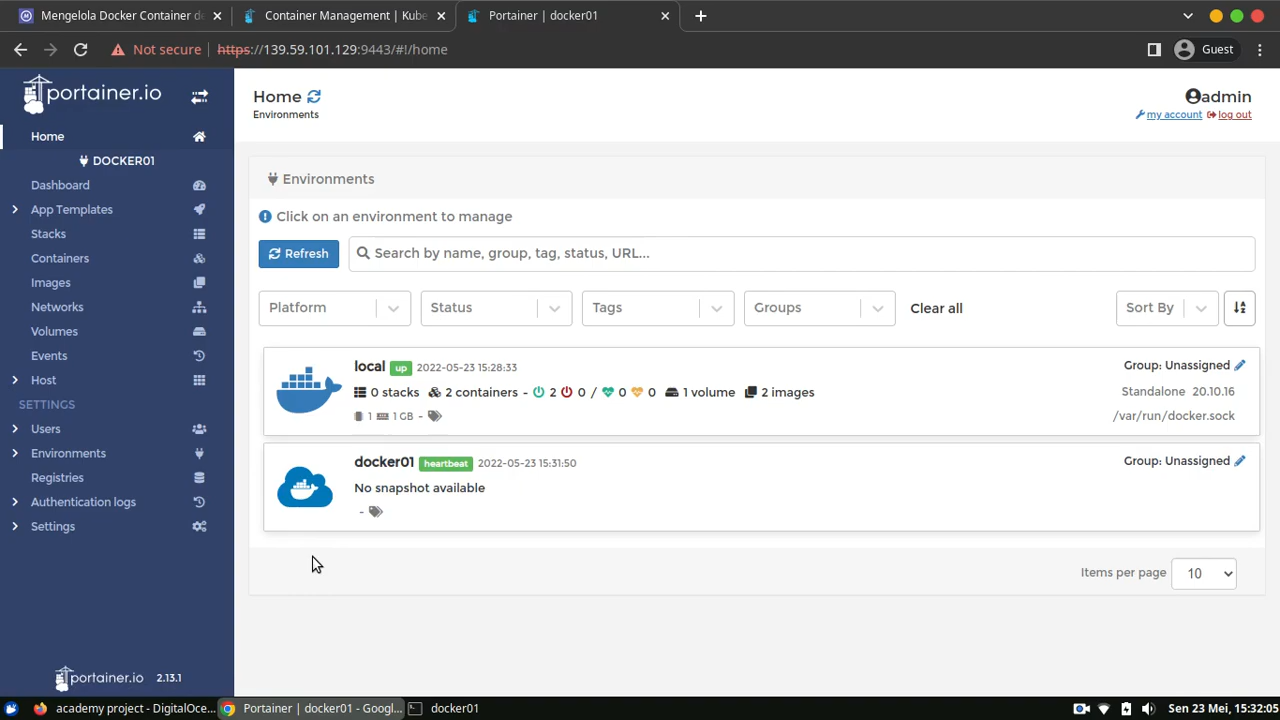 Mengelola Docker Container de
Container Management | Kube
Portainer | docker01
Not secure
https://139.59.101.129:9443/#!/home
Guest
portainer.io
Home
DOCKER01
Dashboard
App Templates
Stacks
Containers
Images
Networks
Volumes
Events
Host
SETTINGS
Users
Environments
Registries
Authentication logs
Settings
portainer.io 2.13.1
Home
Environments
admin
my account log out
Environments
Click on an environment to manage
Refresh
Search by name, group, tag, status, URL...
Platform Status Tags Groups Clear all Sort By
local up 2022-05-23 15:28:33 Group: Unassigned
0 stacks 2 containers - 2 0 / 0 0 1 volume 2 images Standalone 20.10.16
1 1 GB - /var/run/docker.sock
docker01 heartbeat 2022-05-23 15:31:50 Group: Unassigned
No snapshot available
-
Items per page 10
academy project - DigitalOce...
Portainer | docker01 - Googl...
docker01
Sen 23 Mei, 15:32:05